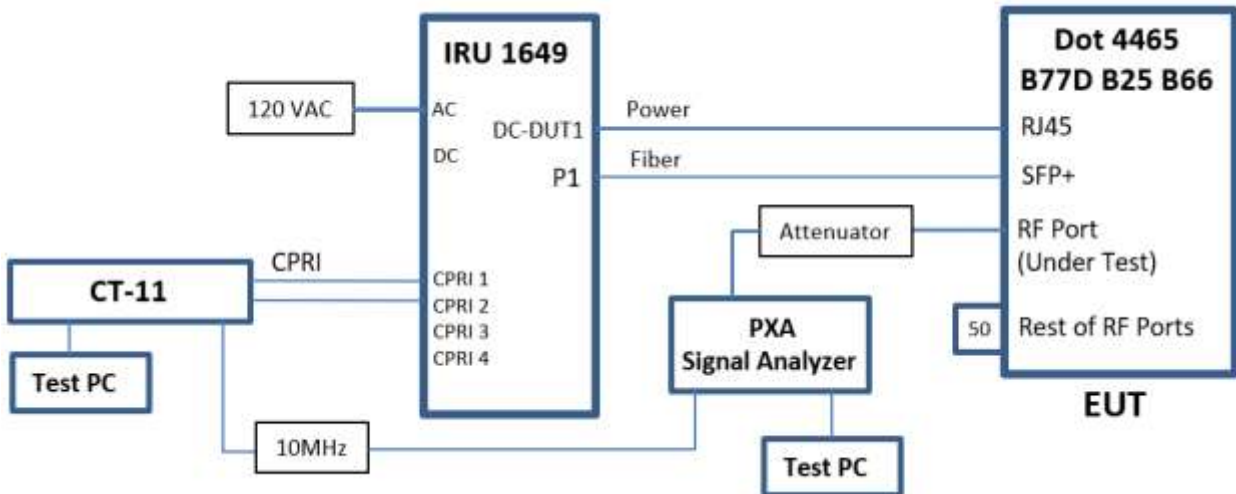 IRU 1649
120 VAC
AC
DC
DC-DUT1
P1
Power
Fiber
Dot 4465
B77D B25 B66
RJ45
SFP+
RF Port
(Under Test)
50
Rest of RF Ports
EUT
Attenuator
CPRI
CT-11
CPRI 1
CPRI 2
CPRI 3
CPRI 4
PXA
Signal Analyzer
Test PC
10MHz
Test PC